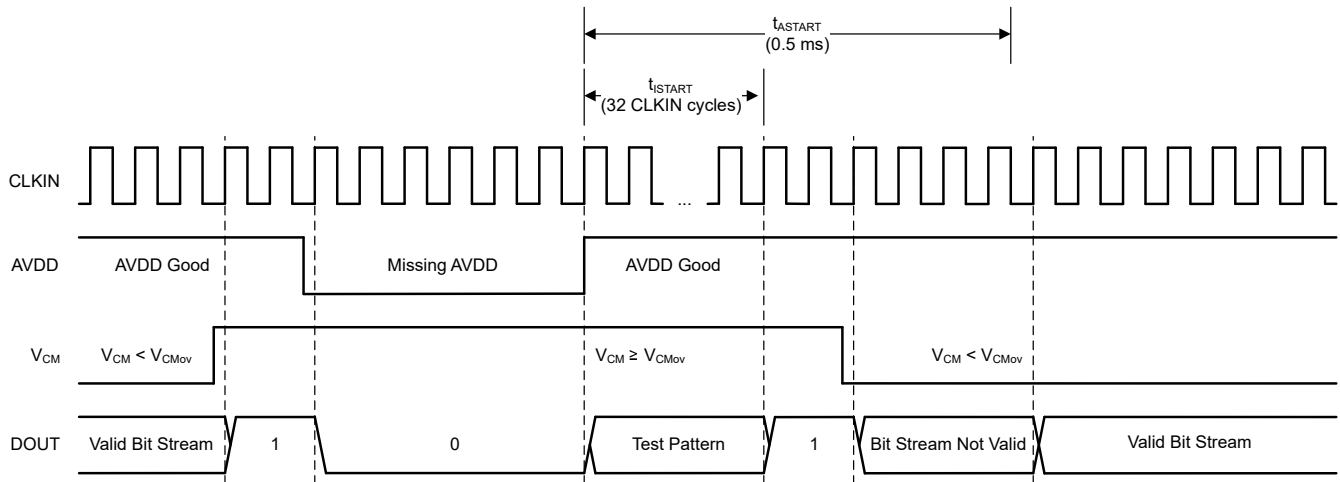 tASTART
(0.5 ms)
tISTART
(32 CLKIN cycles)
CLKIN
...
AVDD AVDD Good Missing AVDD AVDD Good
VCM VCM < VCMov VCM ≥ VCMov VCM < VCMov
DOUT Valid Bit Stream 1 0 Test Pattern 1 Bit Stream Not Valid Valid Bit Stream